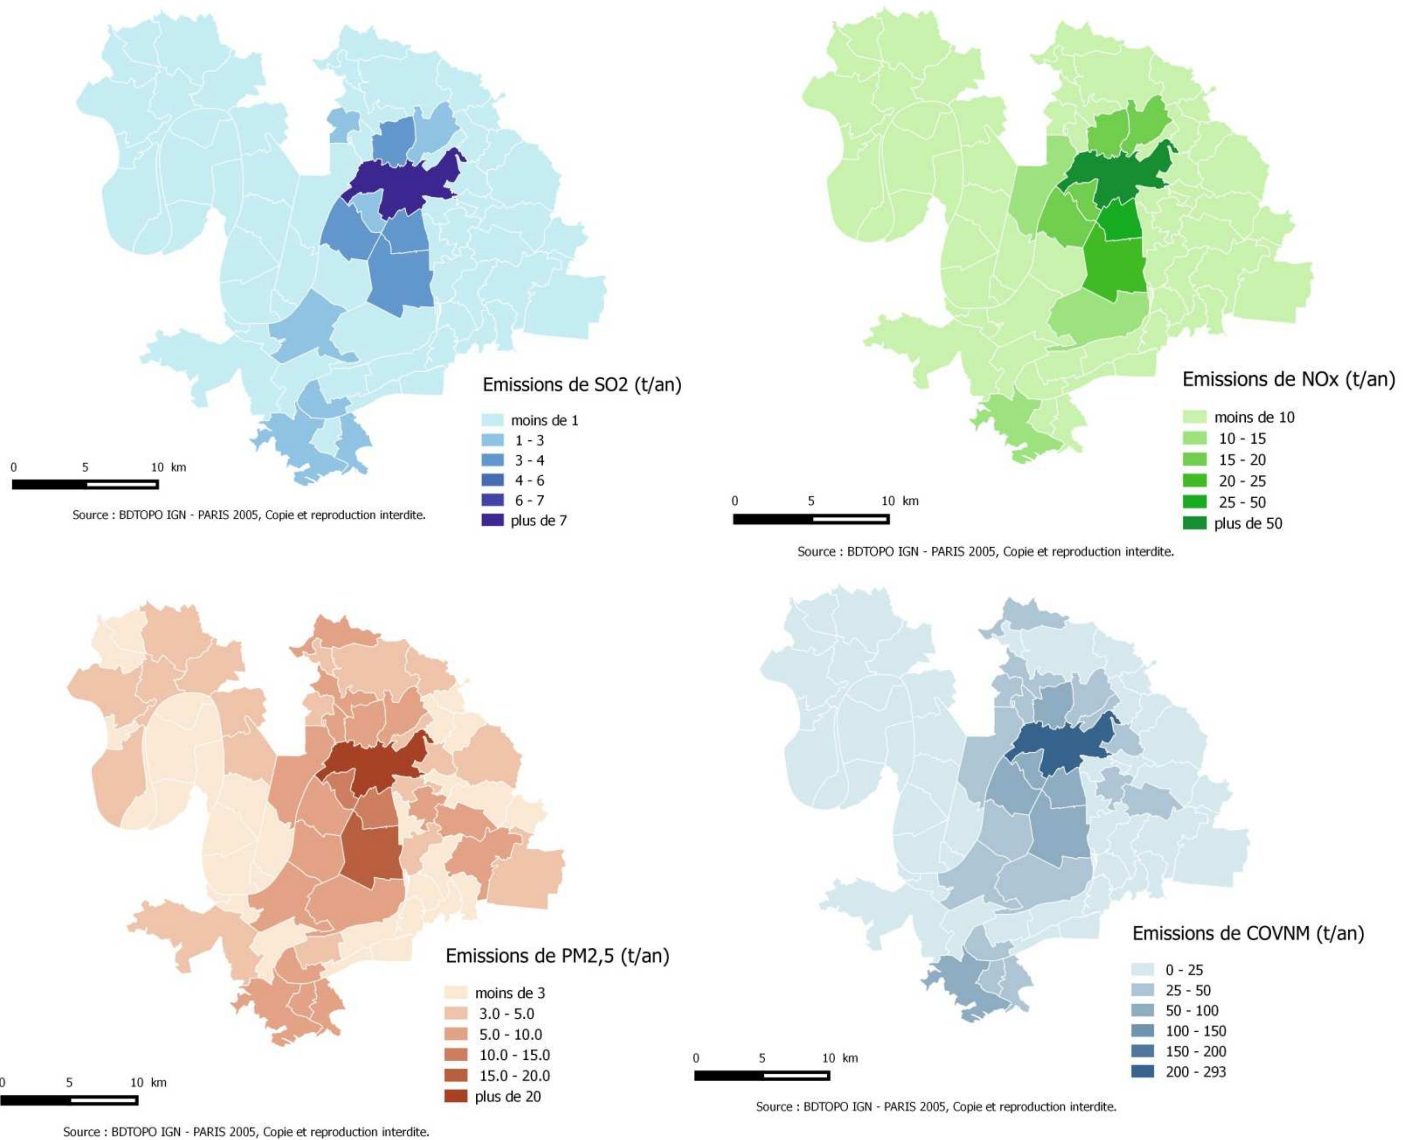 Emissions de SO2 (t/an)
moins de 1
1 - 3
3 - 4
4 - 6
6 - 7
plus de 7
0 5 10 km
Source : BDTOPO IGN - PARIS 2005, Copie et reproduction interdite.
Emissions de NOx (t/an)
moins de 10
10 - 15
15 - 20
20 - 25
25 - 50
plus de 50
0 5 10 km
Source : BDTOPO IGN - PARIS 2005, Copie et reproduction interdite.
Emissions de PM2,5 (t/an)
moins de 3
3.0 - 5.0
5.0 - 10.0
10.0 - 15.0
15.0 - 20.0
plus de 20
0 5 10 km
Source : BDTOPO IGN - PARIS 2005, Copie et reproduction interdite.
Emissions de COVNM (t/an)
0 - 25
25 - 50
50 - 100
100 - 150
150 - 200
200 - 293
0 5 10 km
Source : BDTOPO IGN - PARIS 2005, Copie et reproduction interdite.